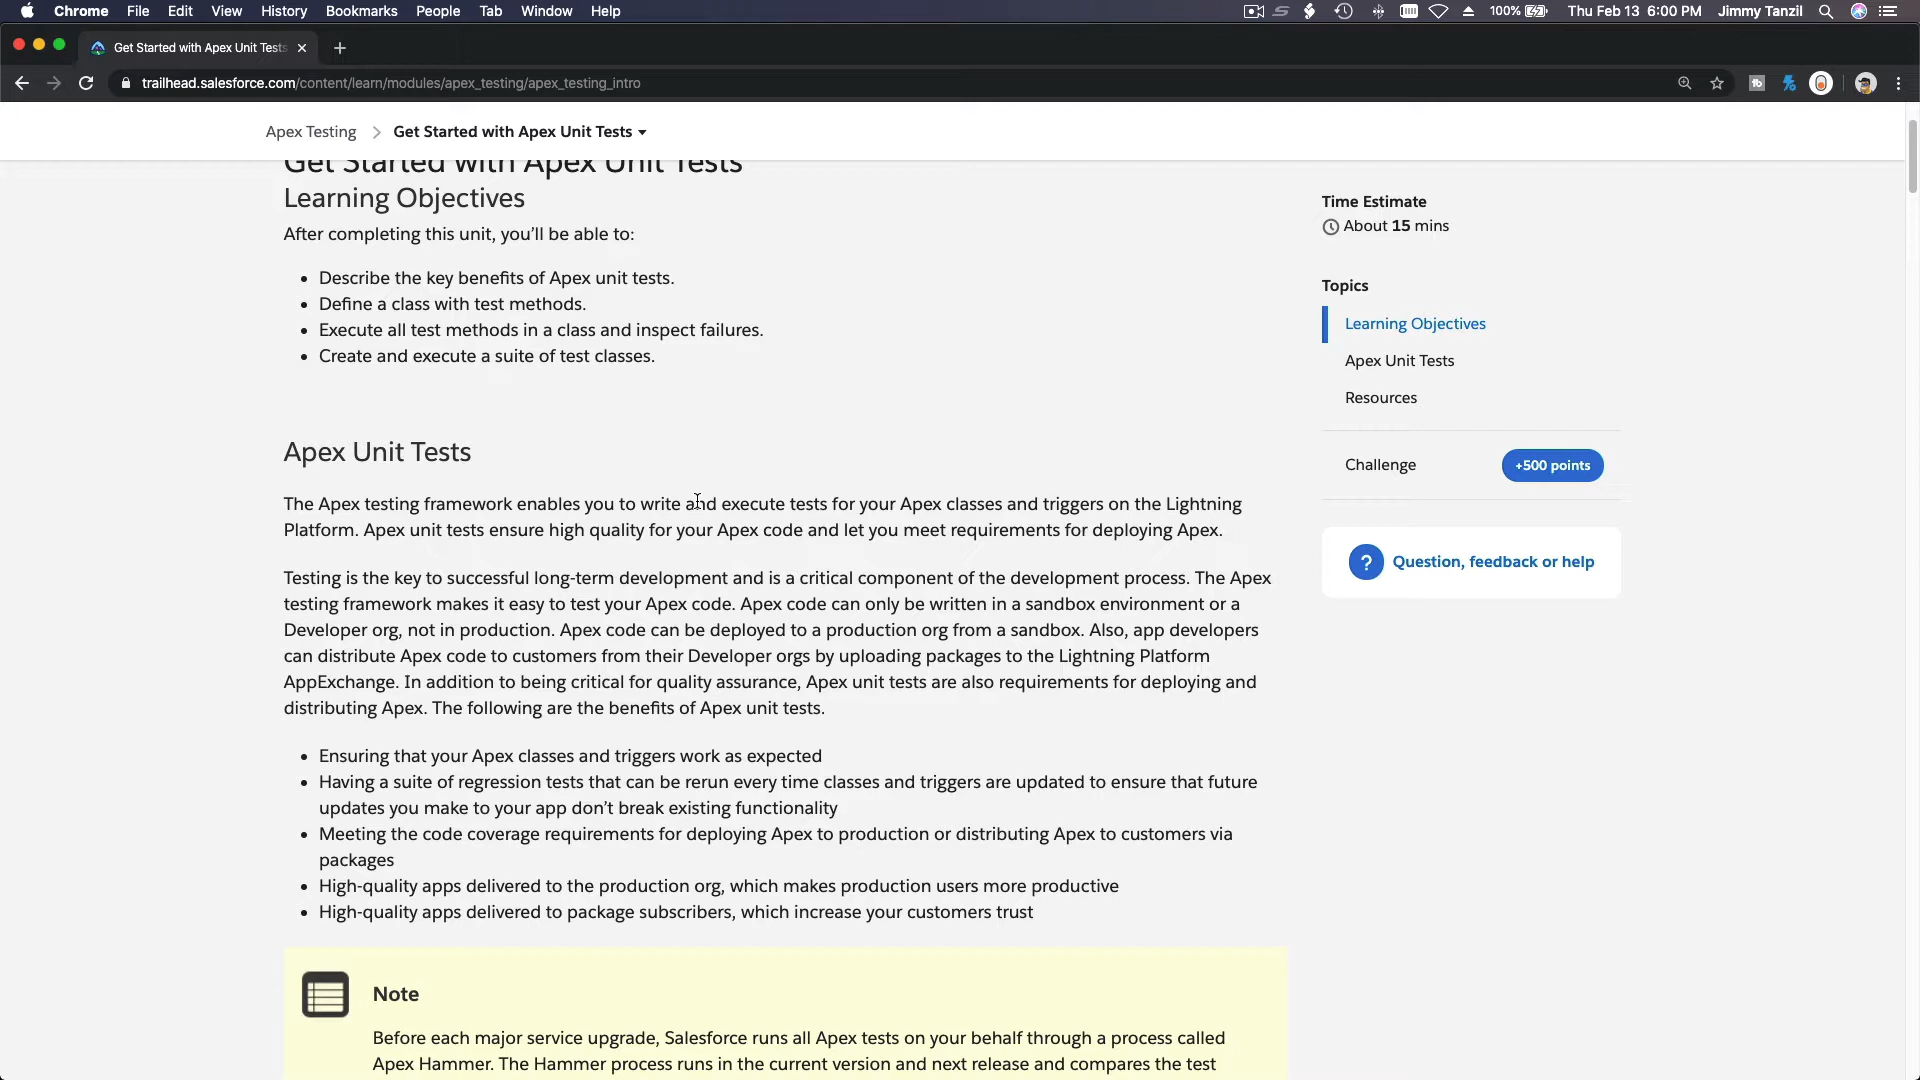 Chrome File Edit View History Bookmarks People Tab Window Help 100% Thu Feb 13 6:00 PM Jimmy Tanzil
Get Started with Apex Unit Tests
trailhead.salesforce.com/content/learn/modules/apex_testing/apex_testing_intro
Apex Testing > Get Started with Apex Unit Tests
Get Started with Apex Unit Tests
Learning Objectives
After completing this unit, you’ll be able to:
• Describe the key benefits of Apex unit tests.
• Define a class with test methods.
• Execute all test methods in a class and inspect failures.
• Create and execute a suite of test classes.
Apex Unit Tests
The Apex testing framework enables you to write and execute tests for your Apex classes and triggers on the Lightning
Platform. Apex unit tests ensure high quality for your Apex code and let you meet requirements for deploying Apex.
Testing is the key to successful long-term development and is a critical component of the development process. The Apex
testing framework makes it easy to test your Apex code. Apex code can only be written in a sandbox environment or a
Developer org, not in production. Apex code can be deployed to a production org from a sandbox. Also, app developers
can distribute Apex code to customers from their Developer orgs by uploading packages to the Lightning Platform
AppExchange. In addition to being critical for quality assurance, Apex unit tests are also requirements for deploying and
distributing Apex. The following are the benefits of Apex unit tests.
• Ensuring that your Apex classes and triggers work as expected
• Having a suite of regression tests that can be rerun every time classes and triggers are updated to ensure that future
updates you make to your app don’t break existing functionality
• Meeting the code coverage requirements for deploying Apex to production or distributing Apex to customers via
packages
• High-quality apps delivered to the production org, which makes production users more productive
• High-quality apps delivered to package subscribers, which increase your customers trust
Note
Before each major service upgrade, Salesforce runs all Apex tests on your behalf through a process called
Apex Hammer. The Hammer process runs in the current version and next release and compares the test
Time Estimate
About 15 mins
Topics
Learning Objectives
Apex Unit Tests
Resources
Challenge +500 points
? Question, feedback or help